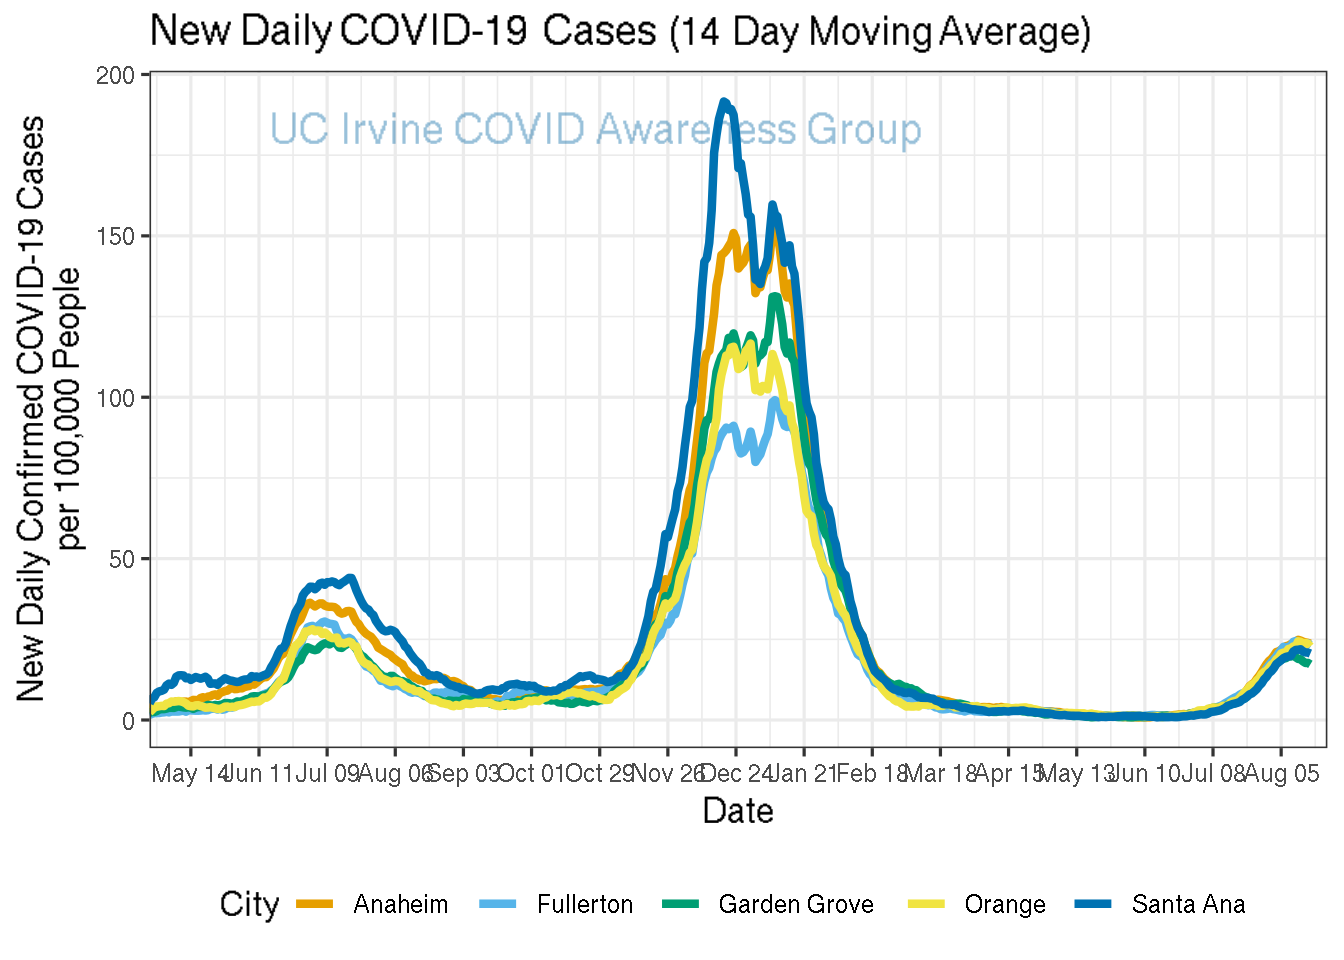 New Daily COVID-19 Cases (14 Day Moving Average)
UC Irvine COVID Awareness Group
New Daily Confirmed COVID-19 Cases
per 100,000 People
200
150
100
50
0
May 14 Jun 11 Jul 09 Aug 06 Sep 03 Oct 01 Oct 29 Nov 26 Dec 24 Jan 21 Feb 18 Mar 18 Apr 15 May 13 Jun 10 Jul 08 Aug 05
Date
City Anaheim Fullerton Garden Grove Orange Santa Ana